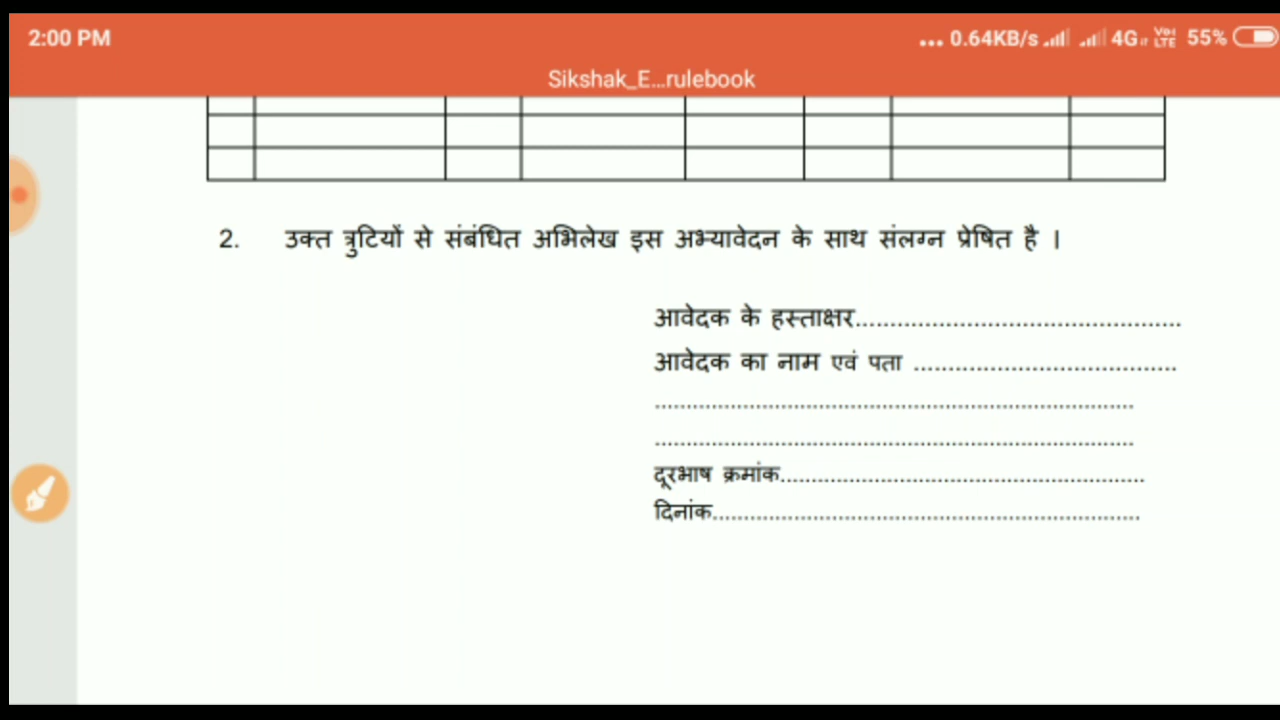 2:00 PM
... 0.64KB/s 4G VoLTE 55%
Sikshak_E...rulebook
2. उक्त त्रुटियों से संबंधित अभिलेख इस अभ्यावेदन के साथ संलग्न प्रेषित है ।
आवेदक के हस्ताक्षर...............................................
आवेदक का नाम एवं पता ......................................
............................................................................
............................................................................
दूरभाष क्रमांक..........................................................
दिनांक....................................................................